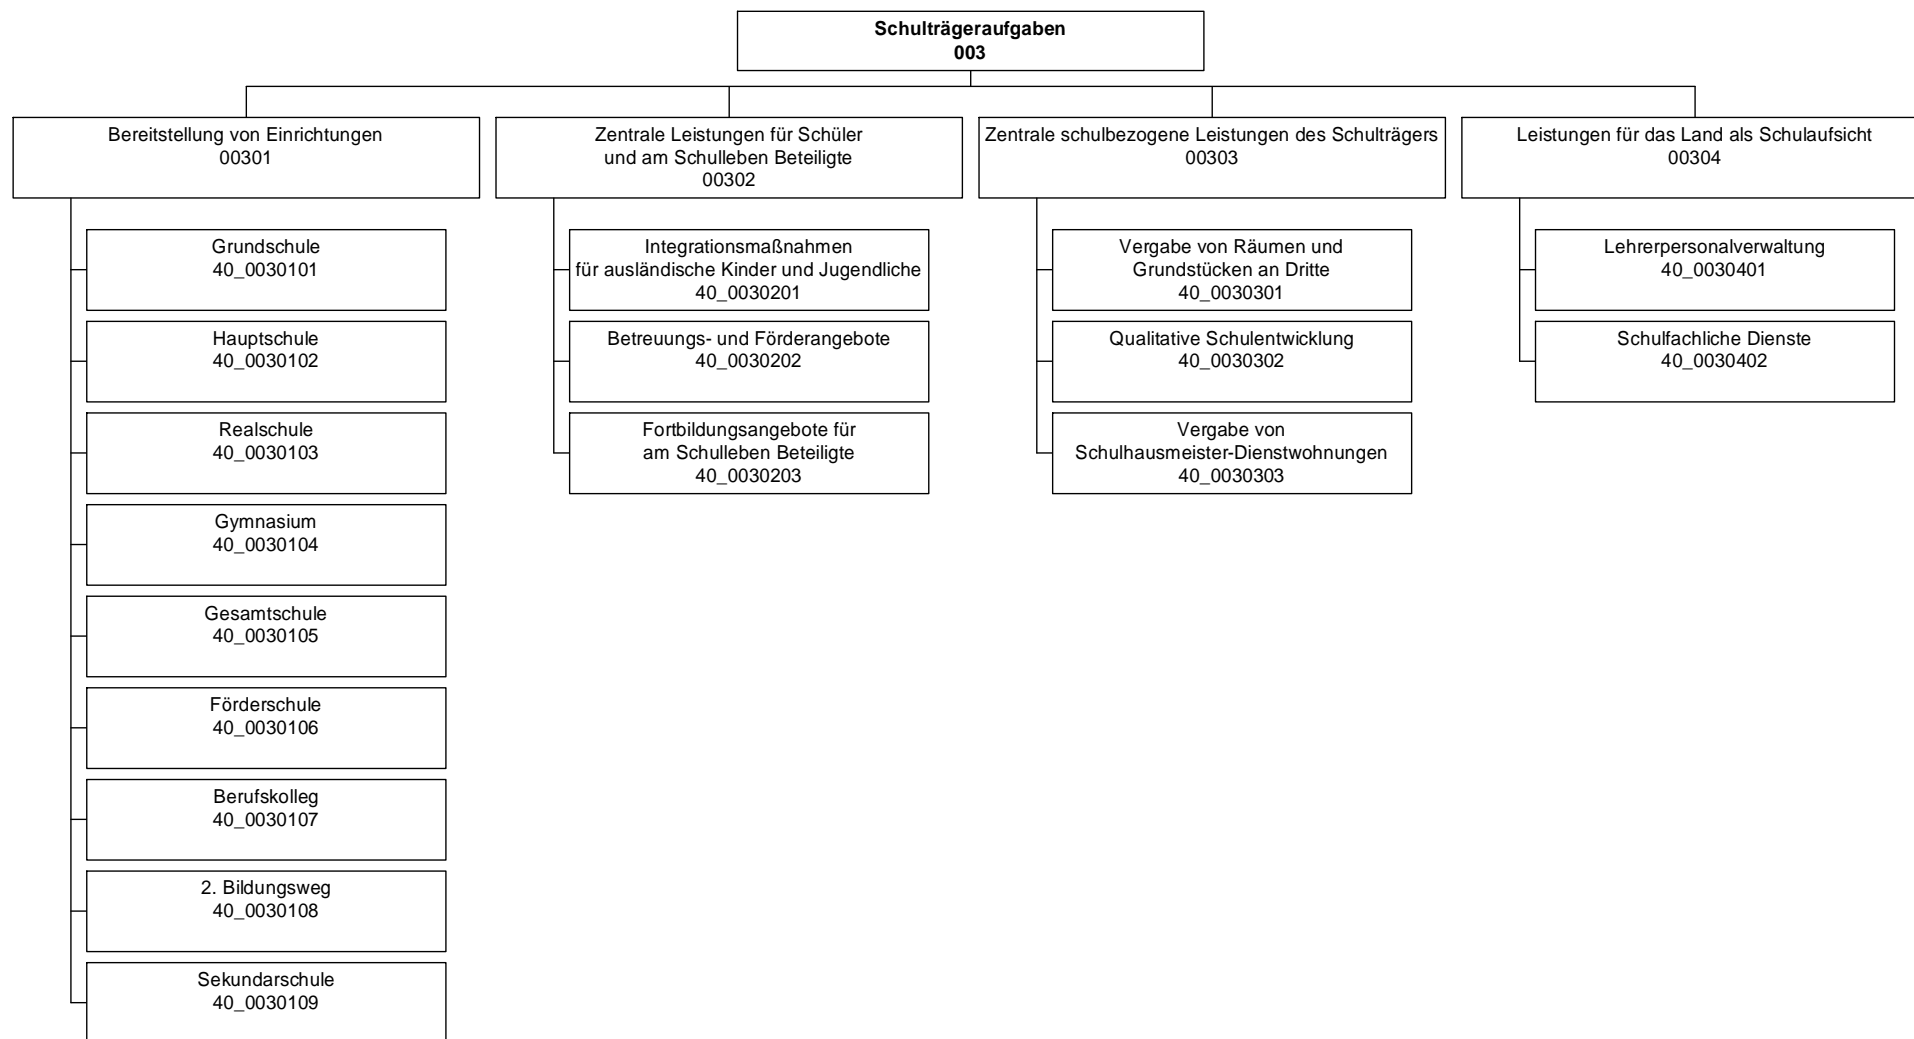 Schulträgeraufgaben
003
Bereitstellung von Einrichtungen
00301
Grundschule
40_0030101
Hauptschule
40_0030102
Realschule
40_0030103
Gymnasium
40_0030104
Gesamtschule
40_0030105
Förderschule
40_0030106
Berufskolleg
40_0030107
2. Bildungsweg
40_0030108
Sekundarschule
40_0030109
Zentrale Leistungen für Schüler
und am Schulleben Beteiligte
00302
Integrationsmaßnahmen
für ausländische Kinder und Jugendliche
40_0030201
Betreuungs- und Förderangebote
40_0030202
Fortbildungsangebote für
am Schulleben Beteiligte
40_0030203
Zentrale schulbezogene Leistungen des Schulträgers
00303
Vergabe von Räumen und
Grundstücken an Dritte
40_0030301
Qualitative Schulentwicklung
40_0030302
Vergabe von
Schulhausmeister-Dienstwohnungen
40_0030303
Leistungen für das Land als Schulaufsicht
00304
Lehrerpersonalverwaltung
40_0030401
Schulfachliche Dienste
40_0030402